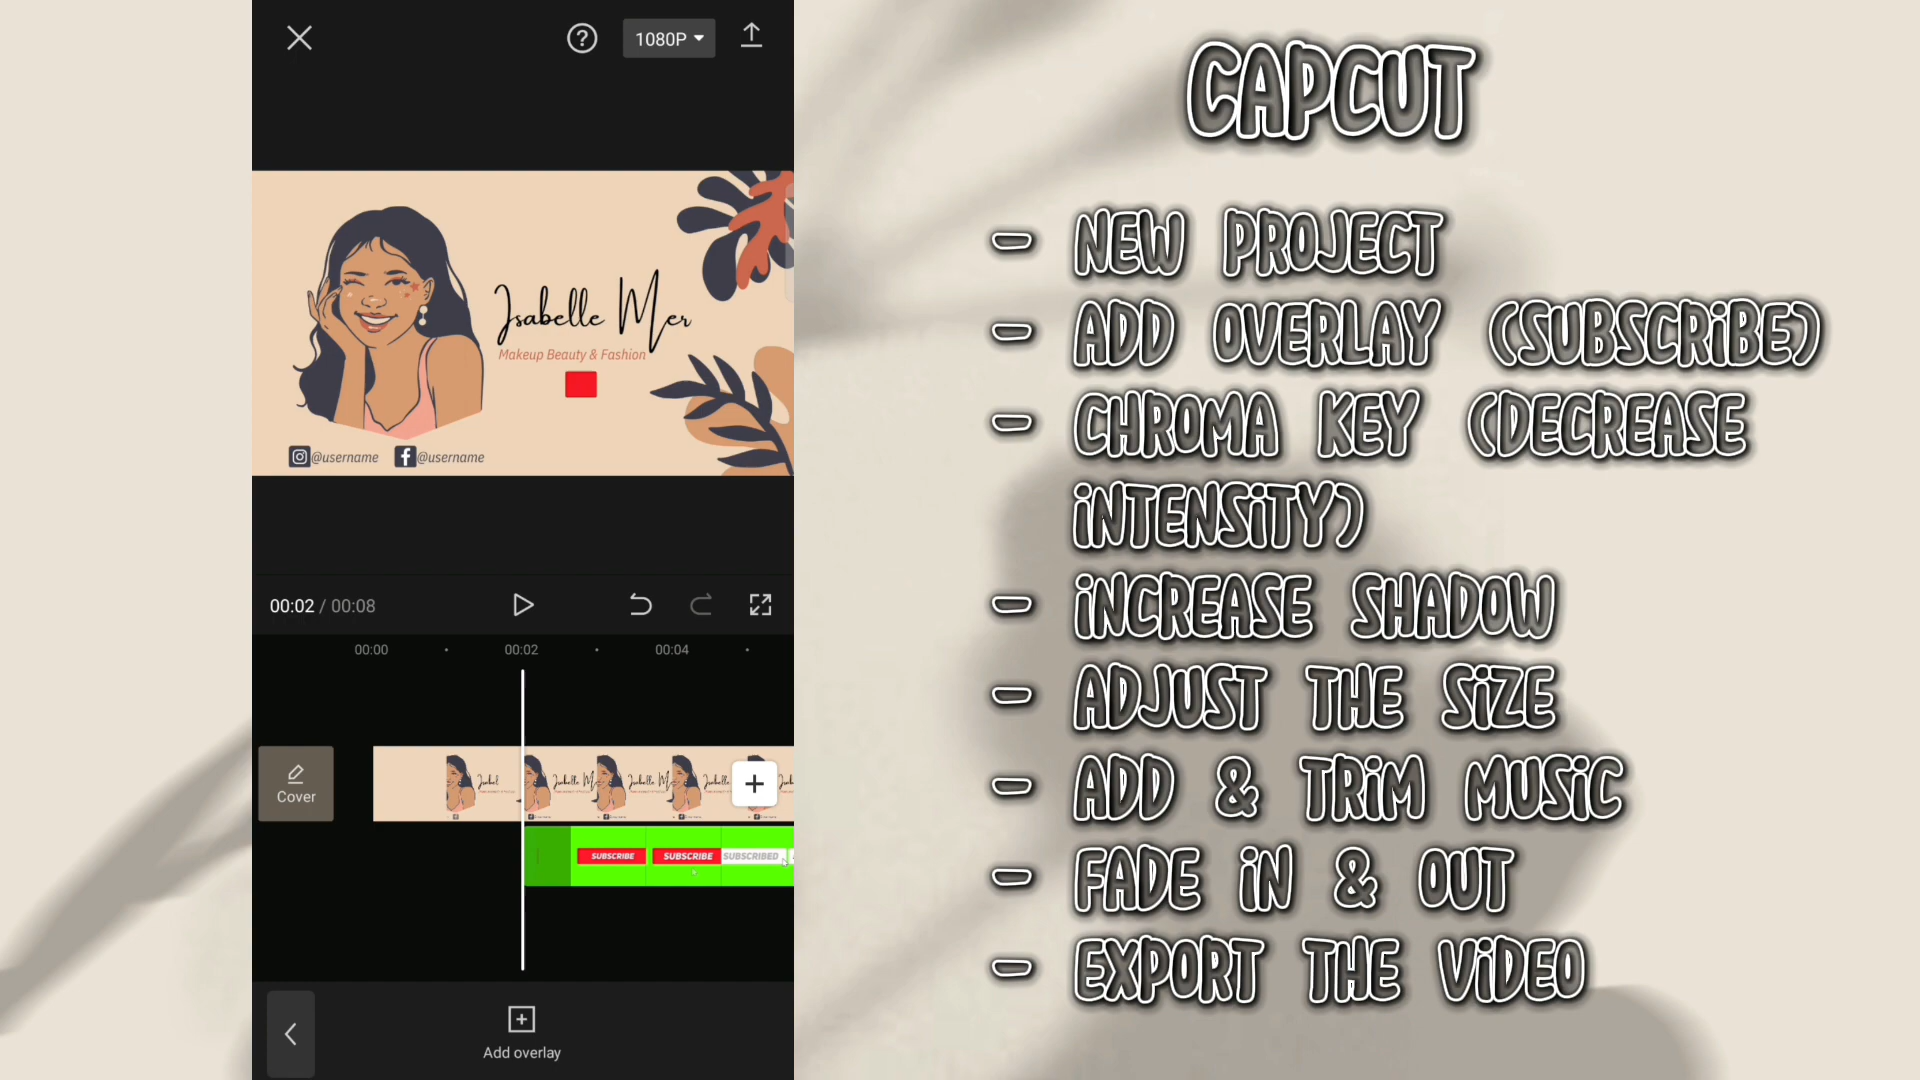 1080P
Isabelle Mer
Makeup Beauty & Fashion
@username @username
00:02 / 00:08
00:00 00:02 00:04
Cover
SUBSCRIBE SUBSCRIBE SUBSCRIBED
Add overlay
CAPCUT
- NEW PROJECT
- ADD OVERLAY (SUBSCRiBE)
- CHROMA KEY (DECREASE
iNTENSiTY)
- iNCREASE SHADOW
- ADJUST THE SiZE
- ADD & TRiM MUSiC
- FADE iN & OUT
- EXPORT THE ViDEO